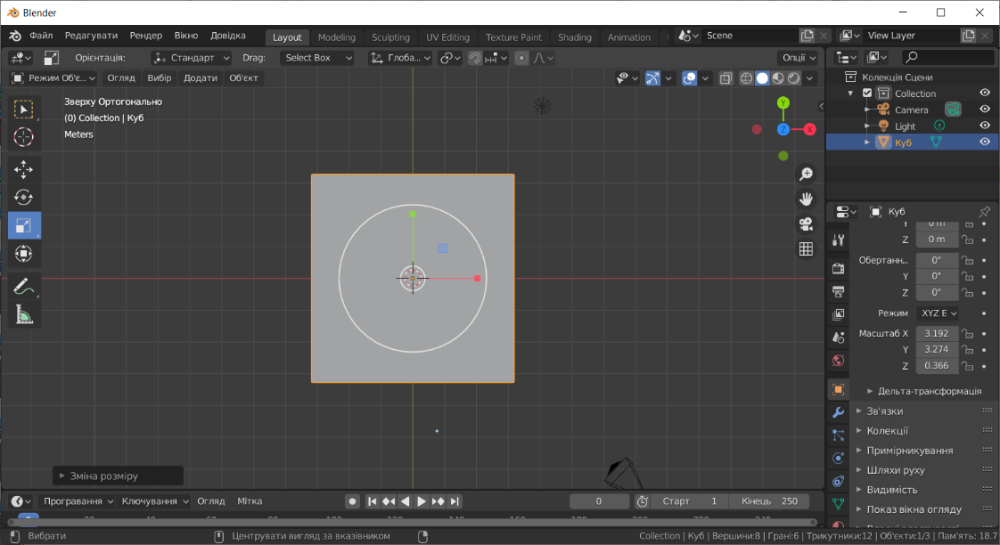 Blender
Файл Редагувати Рендер Вікно Довідка Layout Modeling Sculpting UV Editing Texture Paint Shading Animation Scene View Layer
Орієнтація: Стандарт Drag: Select Box Глоба... Опції
Режим Об'є... Огляд Вибір Додати Об'єкт
Колекція Сцени
Collection
Camera
Light
Куб
Зверху Ортогонально
(0) Collection | Куб
Meters
Y
Z X
Куб
Y 0 m
Z 0 m
Обертанн... 0°
Y 0°
Z 0°
Режим XYZ E
Масштаб X 3.192
Y 3.274
Z 0.366
Дельта-трансформація
Зв'язки
Колекції
Примірникування
Шляхи руху
Видимість
Показ вікна огляду
Зміна розміру
Програвання Ключування Огляд Мітка 0 Старт 1 Кінець 250
Вибрати Центрувати вигляд за вказівником Collection | Куб | Вершини:8 | Грані:6 | Трикутники:12 | Об'єкти:1/3 | Пам'ять: 18.7